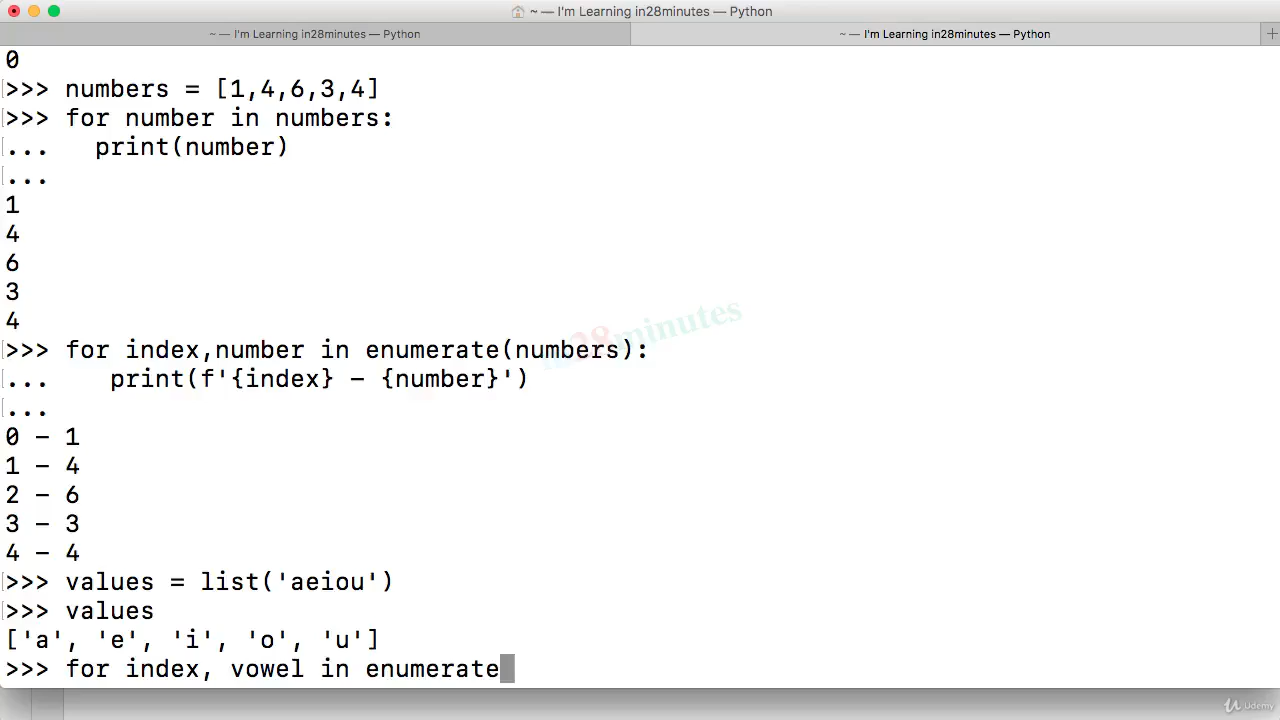 ~ — I'm Learning in28minutes — Python
~ — I'm Learning in28minutes — Python
~ — I'm Learning in28minutes — Python
0
>>> numbers = [1,4,6,3,4]
>>> for number in numbers:
...   print(number)
...
1
4
6
3
4
>>> for index,number in enumerate(numbers):
...    print(f'{index} - {number}')
...
0 - 1
1 - 4
2 - 6
3 - 3
4 - 4
>>> values = list('aeiou')
>>> values
['a', 'e', 'i', 'o', 'u']
>>> for index, vowel in enumerate
in28minutes
Udemy